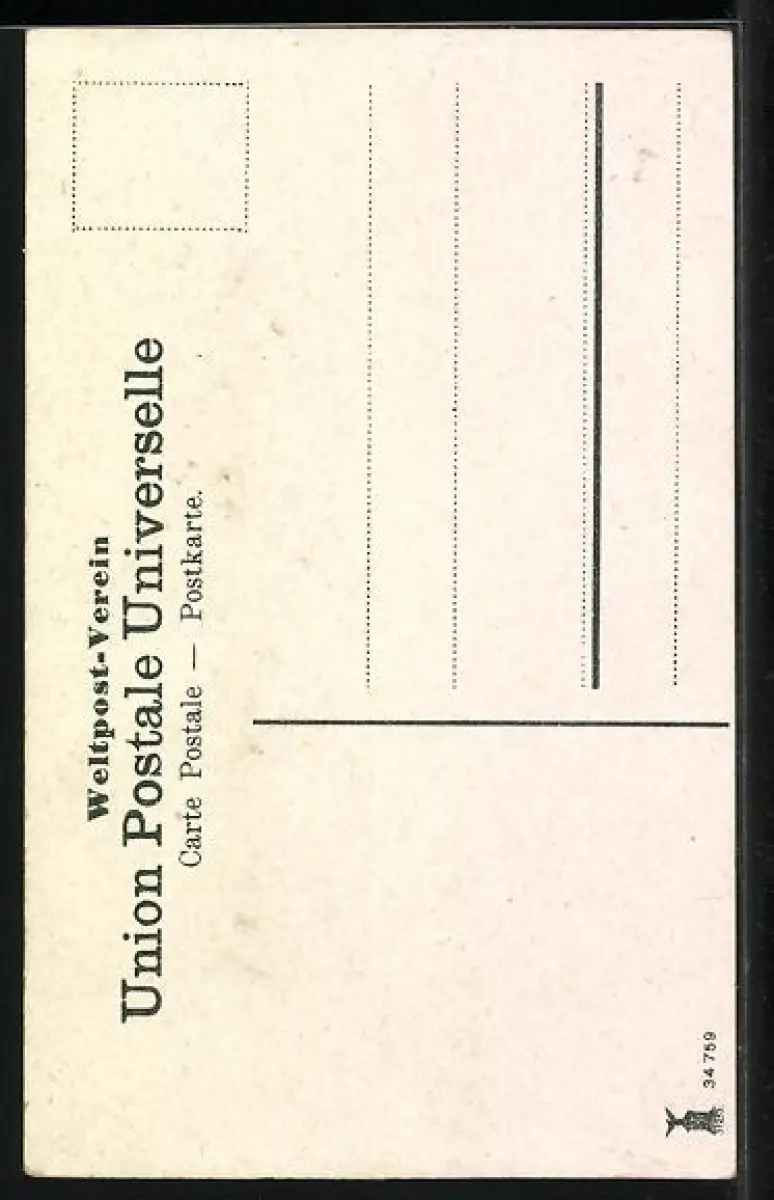 Weltpost-Verein
Union Postale Universelle
Carte Postale — Postkarte.
34759